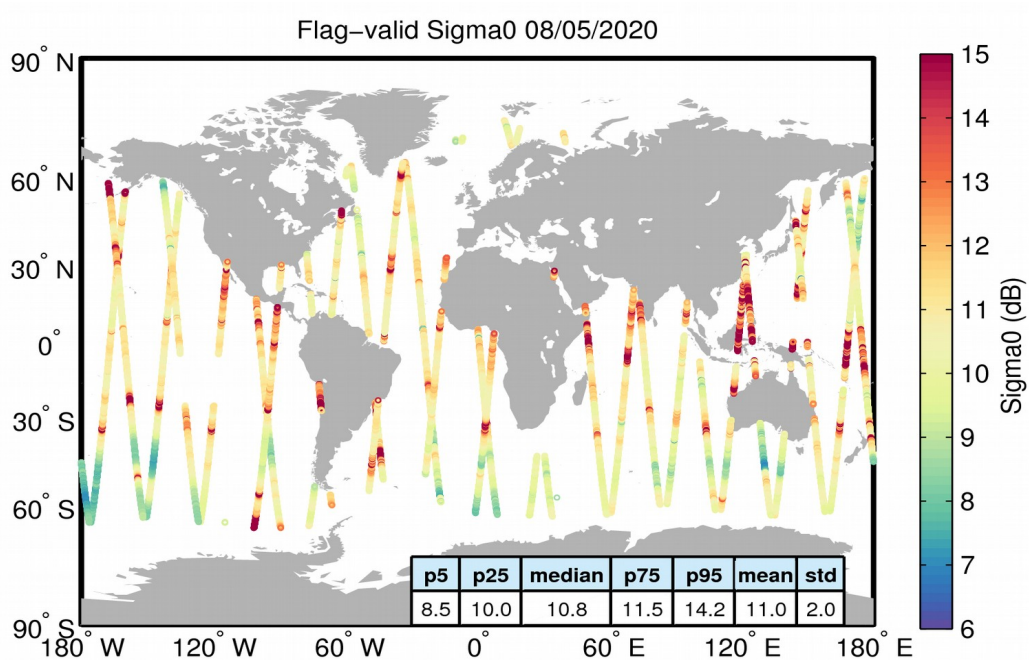 Flag−valid Sigma0 08/05/2020
90° N
60° N
30° N
0°
30° S
60° S
90° S
180° W
120° W
60° W
0°
60° E
120° E
180° E
15
14
13
12
11
10
9
8
7
6
Sigma0 (dB)
p5 p25 median p75 p95 mean std
8.5 10.0 10.8 11.5 14.2 11.0 2.0